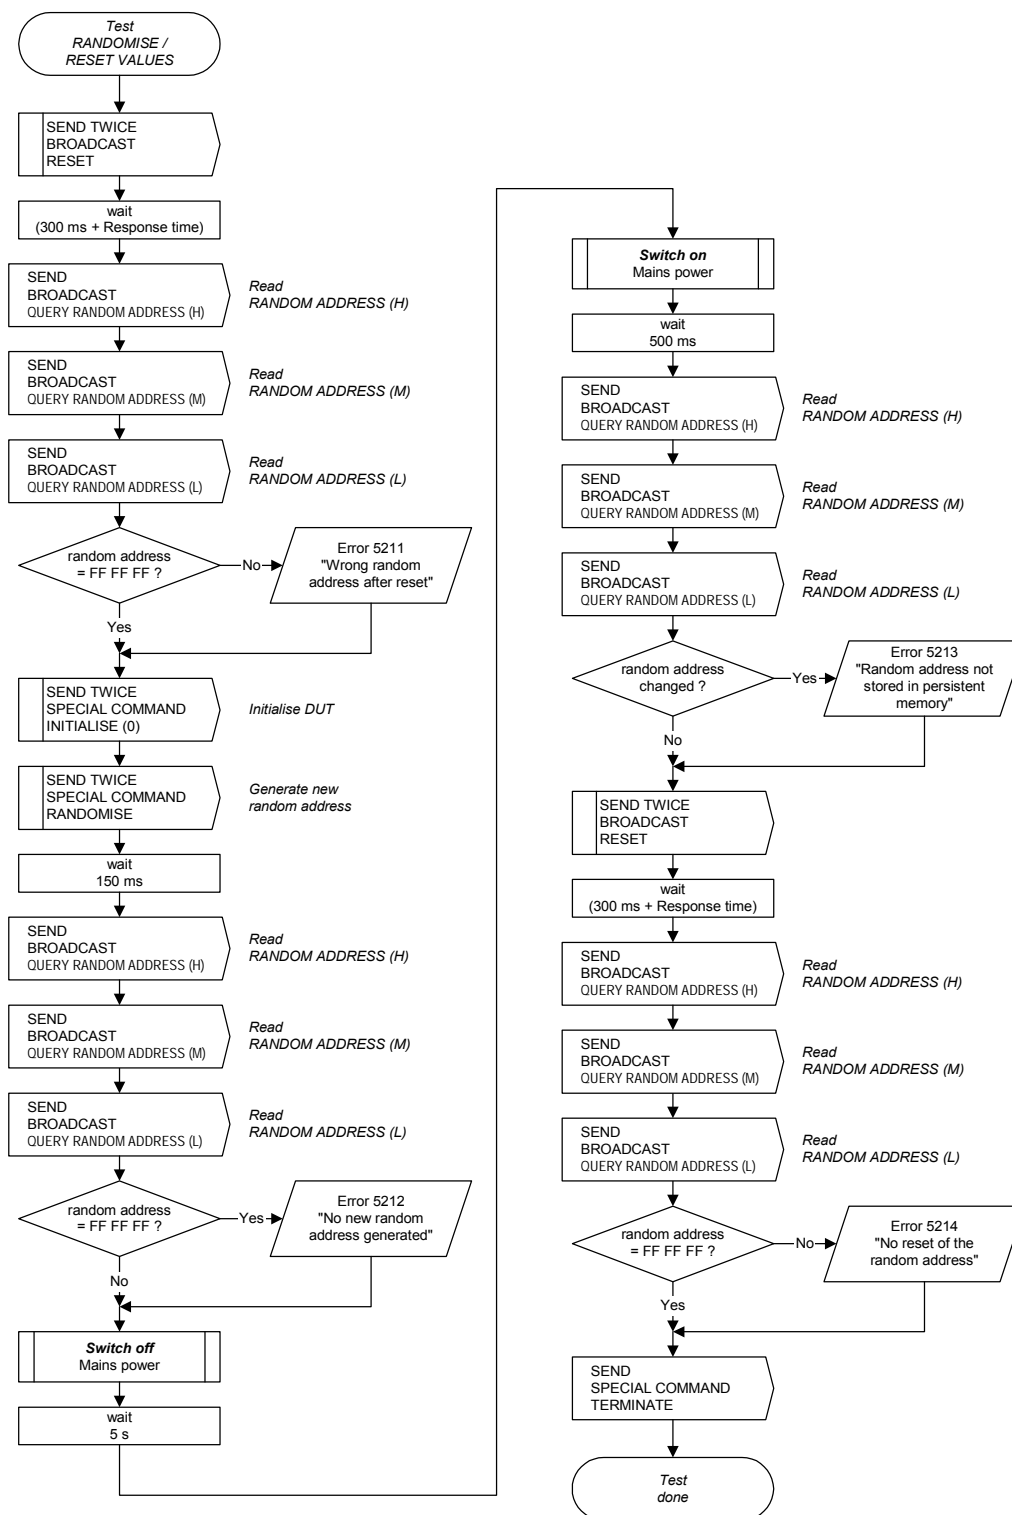 Test
RANDOMISE /
RESET VALUES
SEND TWICE
BROADCAST
RESET
wait
(300 ms + Response time)
SEND
BROADCAST
QUERY RANDOM ADDRESS (H)
Read
RANDOM ADDRESS (H)
SEND
BROADCAST
QUERY RANDOM ADDRESS (M)
Read
RANDOM ADDRESS (M)
SEND
BROADCAST
QUERY RANDOM ADDRESS (L)
Read
RANDOM ADDRESS (L)
random address
= FF FF FF ?
No
Error 5211
"Wrong random
address after reset"
Yes
SEND TWICE
SPECIAL COMMAND
INITIALISE (0)
Initialise DUT
SEND TWICE
SPECIAL COMMAND
RANDOMISE
Generate new
random address
wait
150 ms
SEND
BROADCAST
QUERY RANDOM ADDRESS (H)
Read
RANDOM ADDRESS (H)
SEND
BROADCAST
QUERY RANDOM ADDRESS (M)
Read
RANDOM ADDRESS (M)
SEND
BROADCAST
QUERY RANDOM ADDRESS (L)
Read
RANDOM ADDRESS (L)
random address
= FF FF FF ?
Yes
Error 5212
"No new random
address generated"
No
Switch off
Mains power
wait
5 s
Switch on
Mains power
wait
500 ms
SEND
BROADCAST
QUERY RANDOM ADDRESS (H)
Read
RANDOM ADDRESS (H)
SEND
BROADCAST
QUERY RANDOM ADDRESS (M)
Read
RANDOM ADDRESS (M)
SEND
BROADCAST
QUERY RANDOM ADDRESS (L)
Read
RANDOM ADDRESS (L)
random address
changed ?
Yes
Error 5213
"Random address not
stored in persistent
memory"
No
SEND TWICE
BROADCAST
RESET
wait
(300 ms + Response time)
SEND
BROADCAST
QUERY RANDOM ADDRESS (H)
Read
RANDOM ADDRESS (H)
SEND
BROADCAST
QUERY RANDOM ADDRESS (M)
Read
RANDOM ADDRESS (M)
SEND
BROADCAST
QUERY RANDOM ADDRESS (L)
Read
RANDOM ADDRESS (L)
random address
= FF FF FF ?
No
Error 5214
"No reset of the
random address"
Yes
SEND
SPECIAL COMMAND
TERMINATE
Test
done